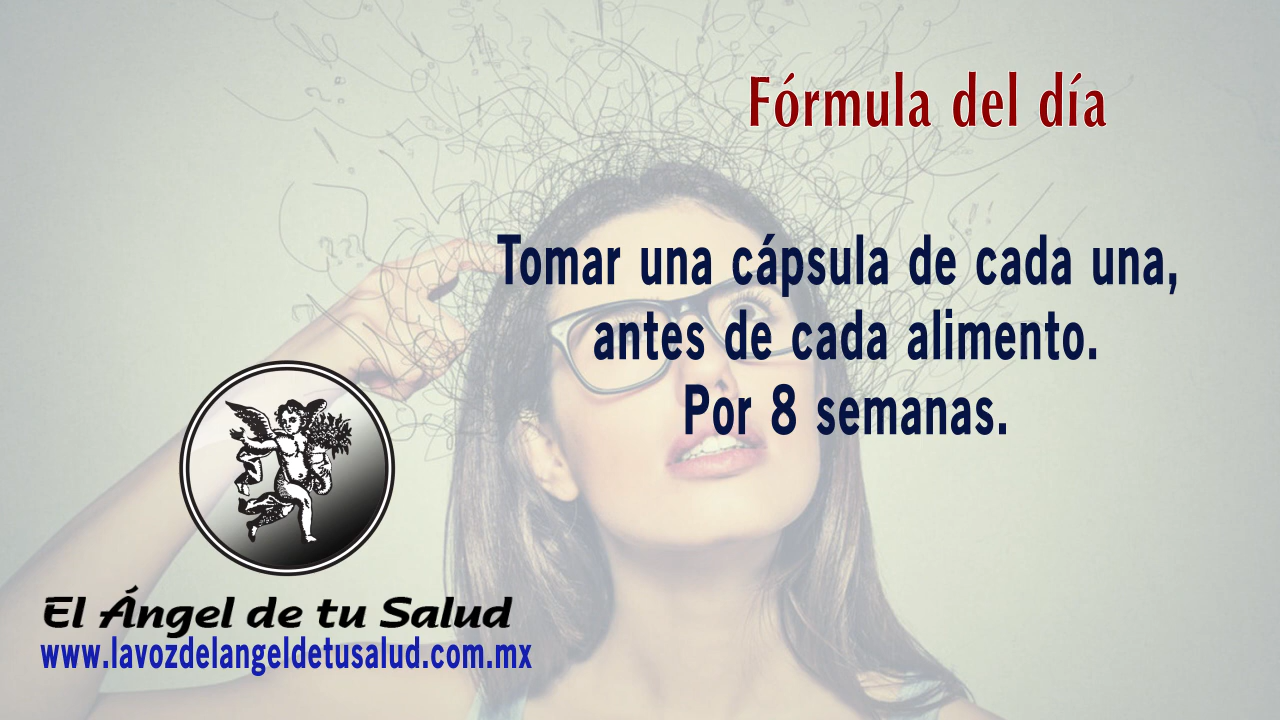 Fórmula del día
Tomar una cápsula de cada una,
antes de cada alimento.
Por 8 semanas.
El Ángel de tu Salud
www.lavozdelangeldetusalud.com.mx